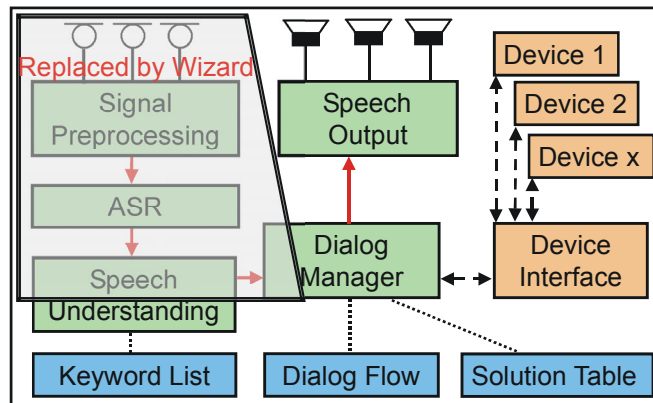 Replaced by Wizard
Signal
Preprocessing
ASR
Speech
Understanding
Speech
Output
Dialog
Manager
Device 1
Device 2
Device x
Device
Interface
Keyword List
Dialog Flow
Solution Table